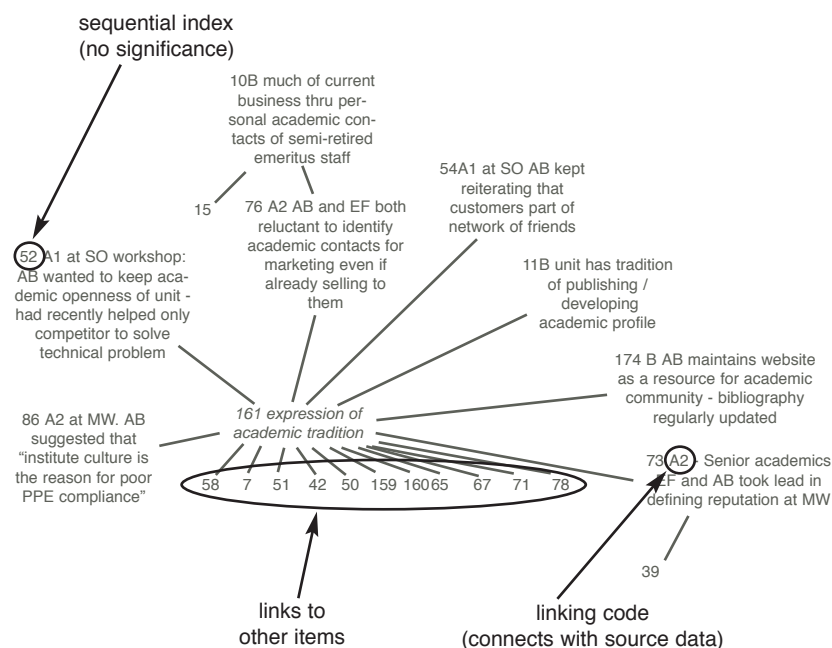 sequential index
(no significance)
10B much of current
business thru per-
sonal academic con-
tacts of semi-retired
emeritus staff
15
76 A2 AB and EF both
reluctant to identify
academic contacts for
marketing even if
already selling to
them
54A1 at SO AB kept
reiterating that
customers part of
network of friends
52 A1 at SO workshop:
AB wanted to keep aca-
demic openness of unit -
had recently helped only
competitor to solve
technical problem
11B unit has tradition
of publishing /
developing
academic profile
174 B AB maintains website
as a resource for academic
community - bibliography
regularly updated
86 A2 at MW. AB
suggested that
“institute culture is
the reason for poor
PPE compliance”
161 expression of
academic tradition
73 A2 - Senior academics
EF and AB took lead in
defining reputation at MW
58 7 51 42 50 159 160 65 67 71 78
39
links to
other items
linking code
(connects with source data)